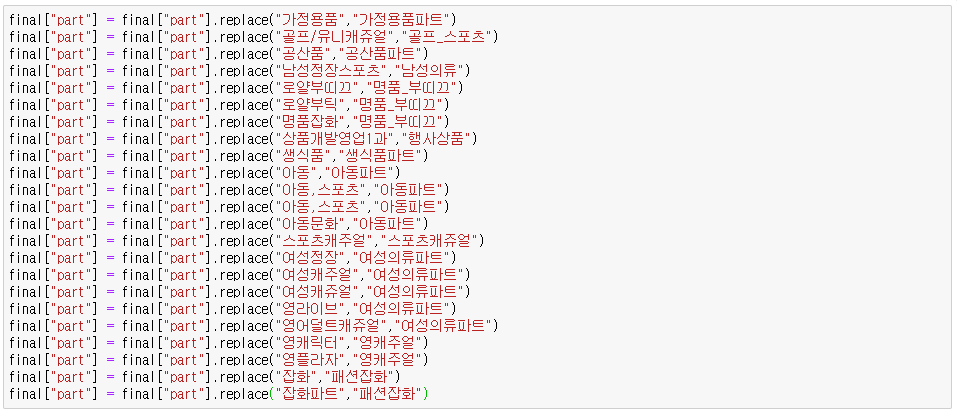 final["part"] = final["part"].replace("가정용품","가정용품파트")
final["part"] = final["part"].replace("골프/유니캐쥬얼","골프_스포츠")
final["part"] = final["part"].replace("공산품","공산품파트")
final["part"] = final["part"].replace("남성정장스포츠","남성의류")
final["part"] = final["part"].replace("로얄부띠끄","명품_부띠끄")
final["part"] = final["part"].replace("로얄부틱","명품_부띠끄")
final["part"] = final["part"].replace("명품잡화","명품_부띠끄")
final["part"] = final["part"].replace("상품개발영업1과","행사상품")
final["part"] = final["part"].replace("생식품","생식품파트")
final["part"] = final["part"].replace("아동","아동파트")
final["part"] = final["part"].replace("아동,스포츠","아동파트")
final["part"] = final["part"].replace("아동,스포츠","아동파트")
final["part"] = final["part"].replace("아동문화","아동파트")
final["part"] = final["part"].replace("스포츠캐주얼","스포츠캐쥬얼")
final["part"] = final["part"].replace("여성정장","여성의류파트")
final["part"] = final["part"].replace("여성캐주얼","여성의류파트")
final["part"] = final["part"].replace("여성캐쥬얼","여성의류파트")
final["part"] = final["part"].replace("영라이브","여성의류파트")
final["part"] = final["part"].replace("영어덜트캐쥬얼","여성의류파트")
final["part"] = final["part"].replace("영캐릭터","영캐주얼")
final["part"] = final["part"].replace("영플라자","영캐주얼")
final["part"] = final["part"].replace("잡화","패션잡화")
final["part"] = final["part"].replace("잡화파트","패션잡화")